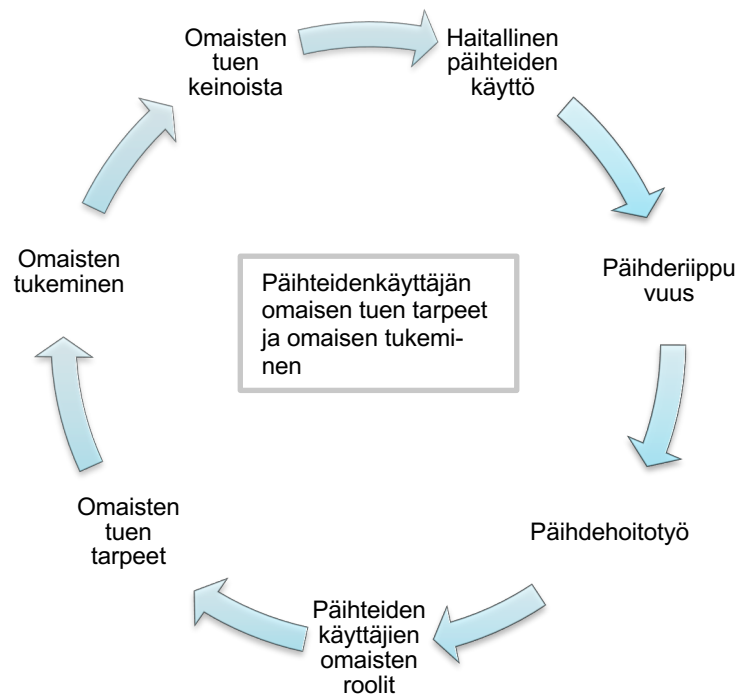 Omaisten
tuen
keinoista
Haitallinen
päihteiden
käyttö
Päihderiippu
vuus
Päihdehoitotyö
Päihteiden
käyttäjien
omaisten
roolit
Omaisten
tuen
tarpeet
Omaisten
tukeminen
Päihteidenkäyttäjän
omaisen tuen tarpeet
ja omaisen tukemi-
nen